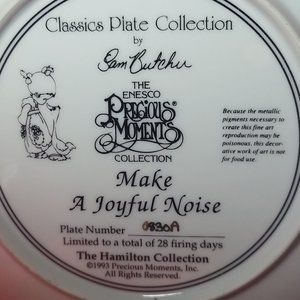 Classics Plate Collection
by
Sam Butcher
THE
ENESCO
PRECIOUS®
MOMENTS
COLLECTION
Because the metallic
pigments necessary to
create this fine art
reproduction may be
poisonous, this decor-
ative work of art is not
for food use.
Make
A Joyful Noise
Plate Number 0830A
Limited to a total of 28 firing days
The Hamilton Collection
©1993 Precious Moments, Inc.
All Rights Reserved.